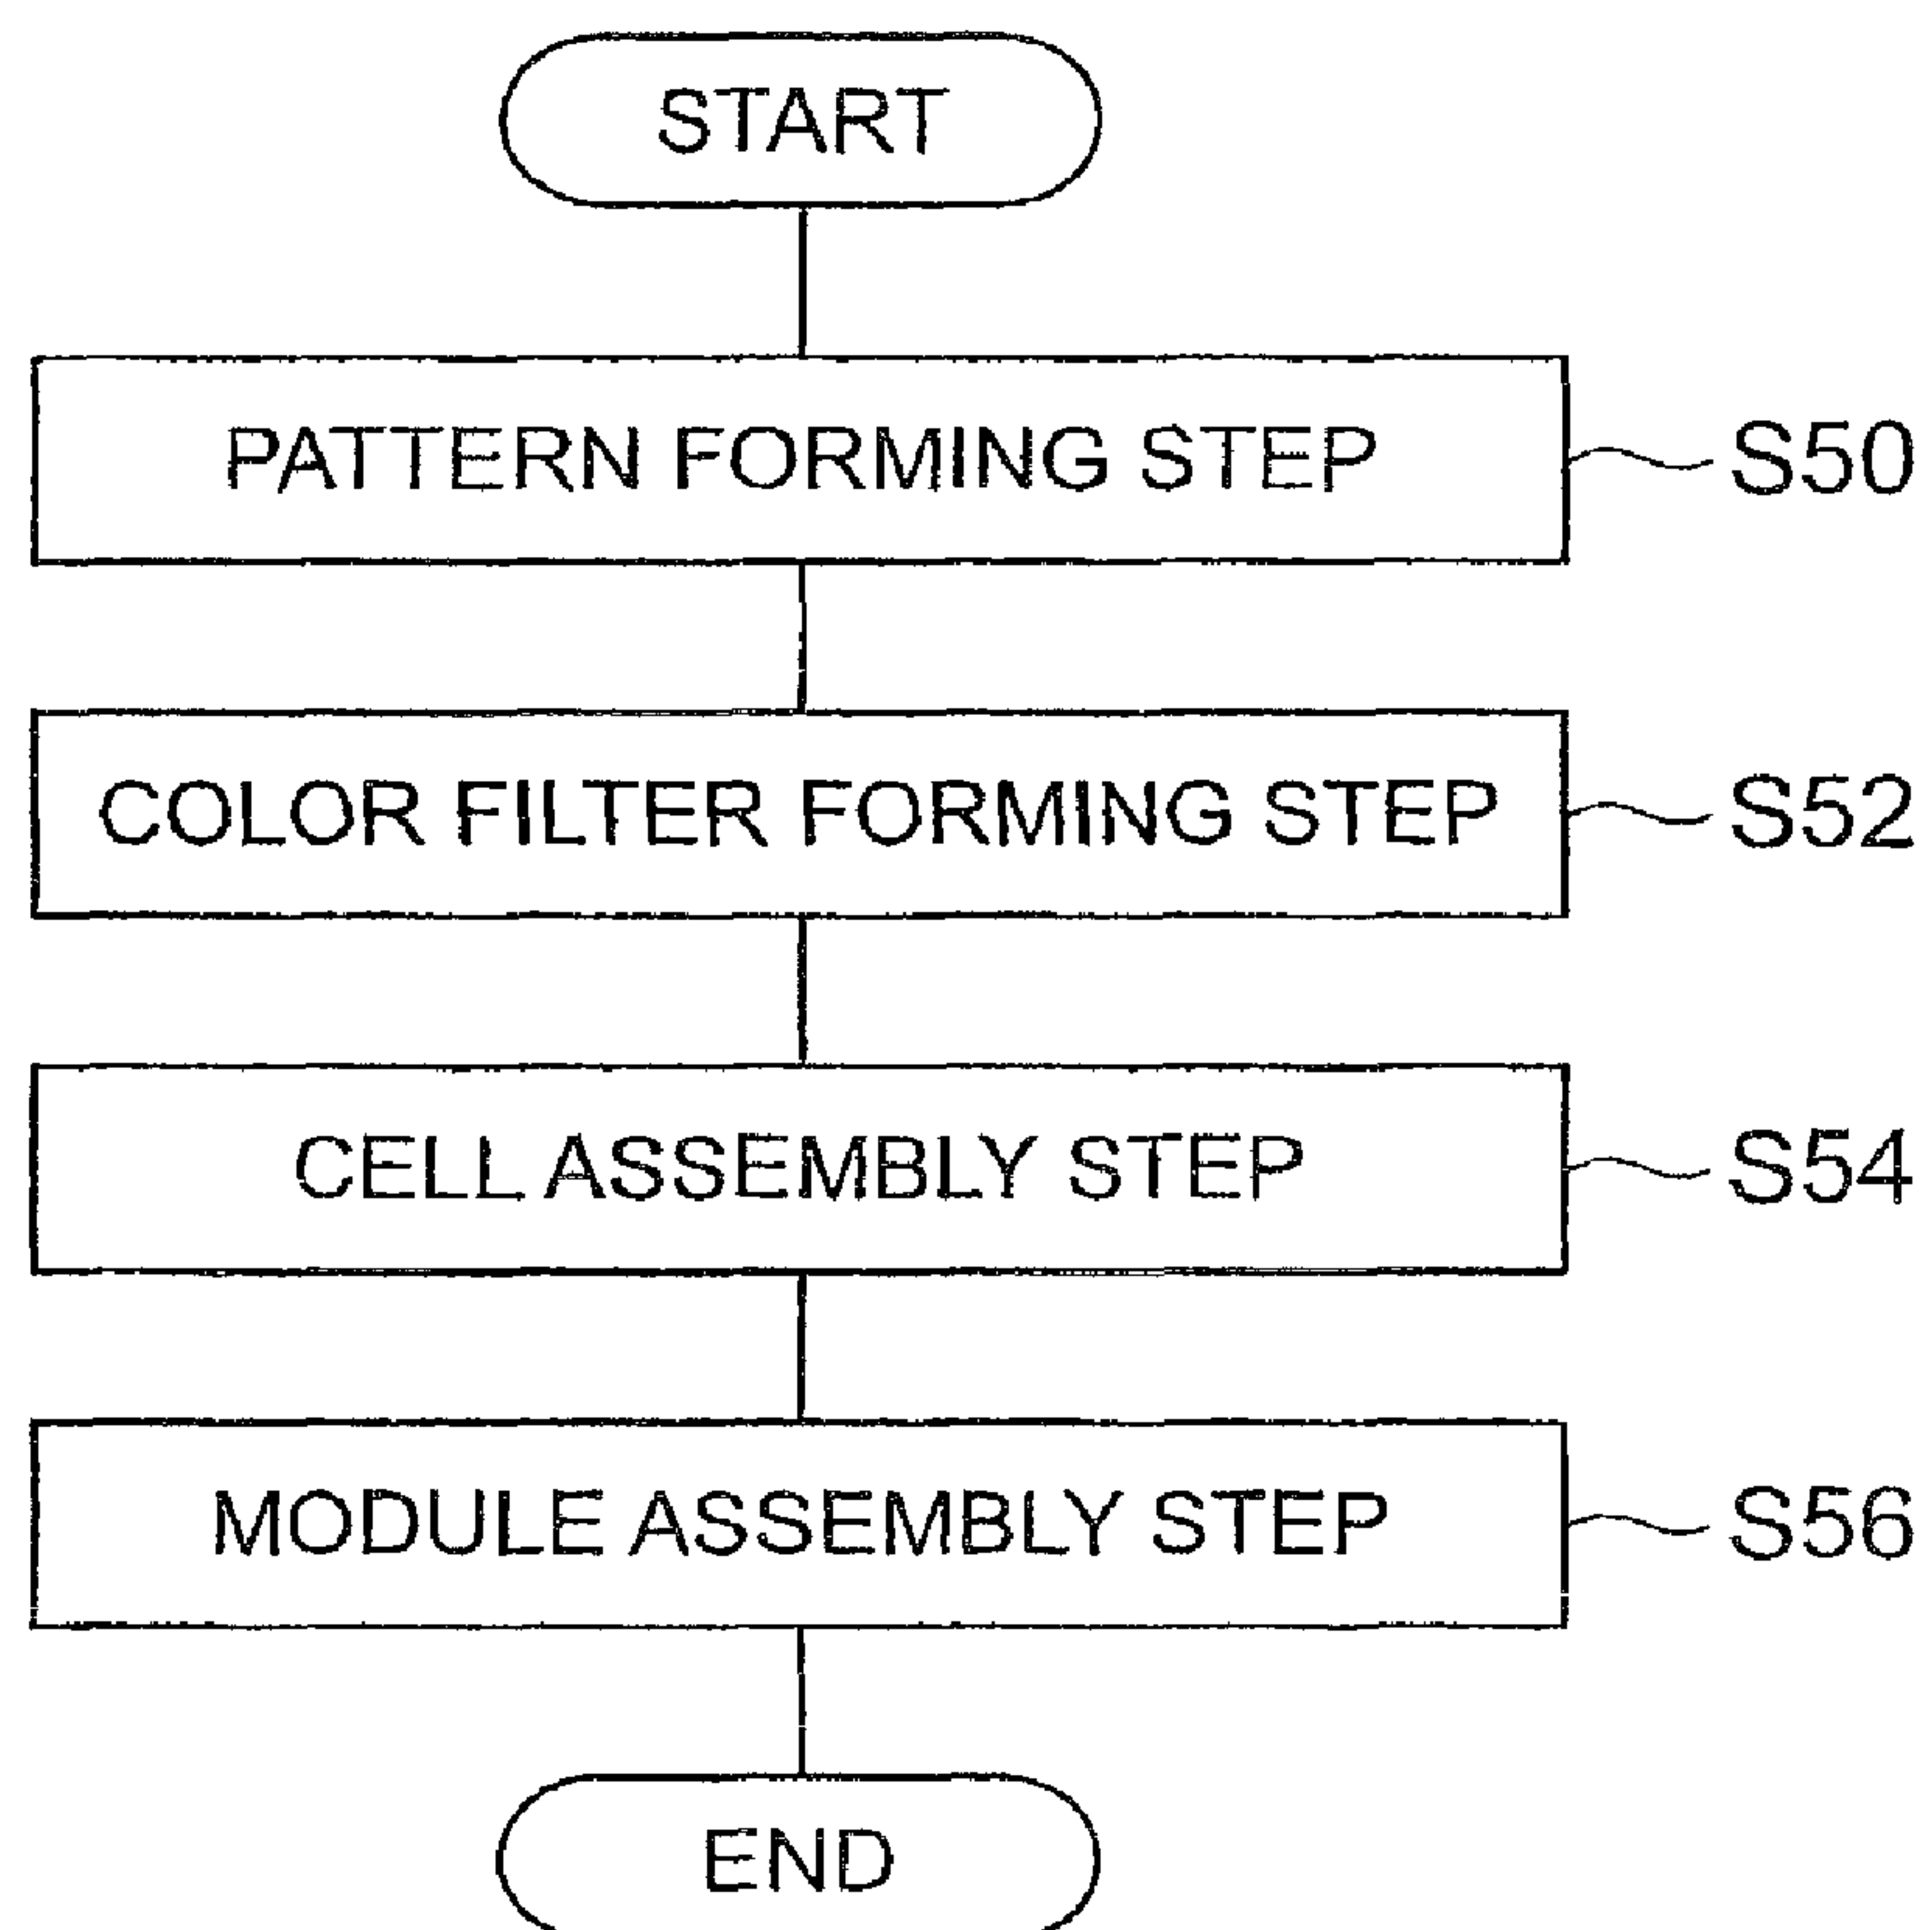 START
PATTERN FORMING STEP S50
COLOR FILTER FORMING STEP S52
CELL ASSEMBLY STEP S54
MODULE ASSEMBLY STEP S56
END